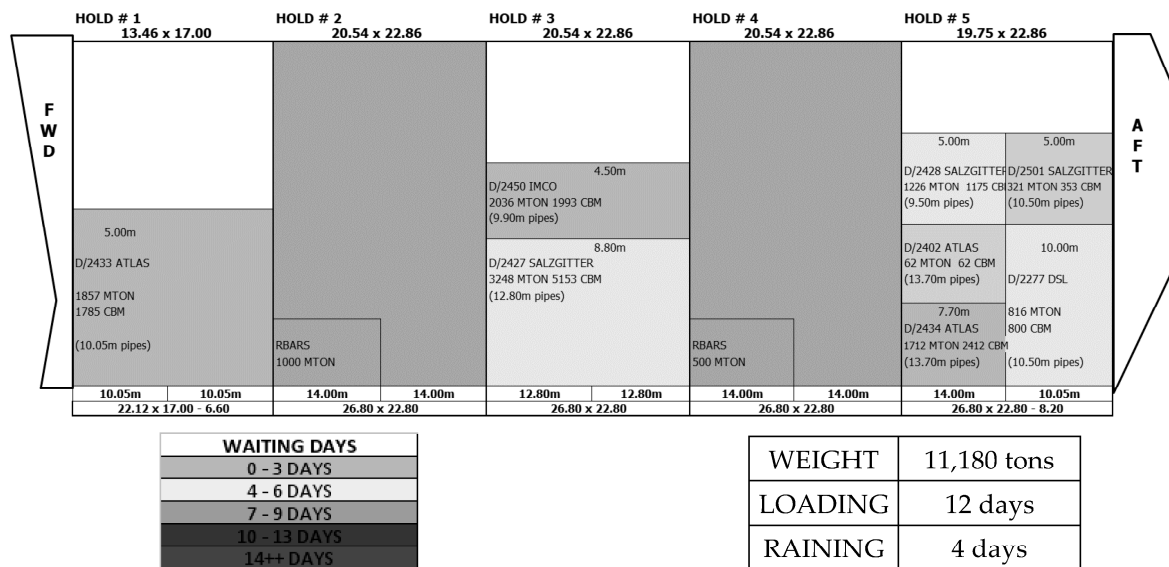 HOLD # 1
13.46 x 17.00
HOLD # 2
20.54 x 22.86
HOLD # 3
20.54 x 22.86
HOLD # 4
20.54 x 22.86
HOLD # 5
19.75 x 22.86
F
W
D
5.00m
D/2433 ATLAS
1857 MTON
1785 CBM
(10.05m pipes)
RBARS
1000 MTON
4.50m
D/2450 IMCO
2036 MTON 1993 CBM
(9.90m pipes)
8.80m
D/2427 SALZGITTER
3248 MTON 5153 CBM
(12.80m pipes)
RBARS
500 MTON
5.00m
D/2428 SALZGITTER
1226 MTON 1175 CBM
(9.50m pipes)
5.00m
D/2501 SALZGITTER
321 MTON 353 CBM
(10.50m pipes)
D/2402 ATLAS
62 MTON 62 CBM
(13.70m pipes)
7.70m
D/2434 ATLAS
1712 MTON 2412 CBM
(13.70m pipes)
10.00m
D/2277 DSL
816 MTON
800 CBM
(10.50m pipes)
A
F
T
10.05m 10.05m 14.00m 14.00m 12.80m 12.80m 14.00m 14.00m 14.00m 10.05m
22.12 x 17.00 - 6.60 26.80 x 22.80 26.80 x 22.80 26.80 x 22.80 26.80 x 22.80 - 8.20
WAITING DAYS
0 - 3 DAYS
4 - 6 DAYS
7 - 9 DAYS
10 - 13 DAYS
14++ DAYS
WEIGHT 11,180 tons
LOADING 12 days
RAINING 4 days